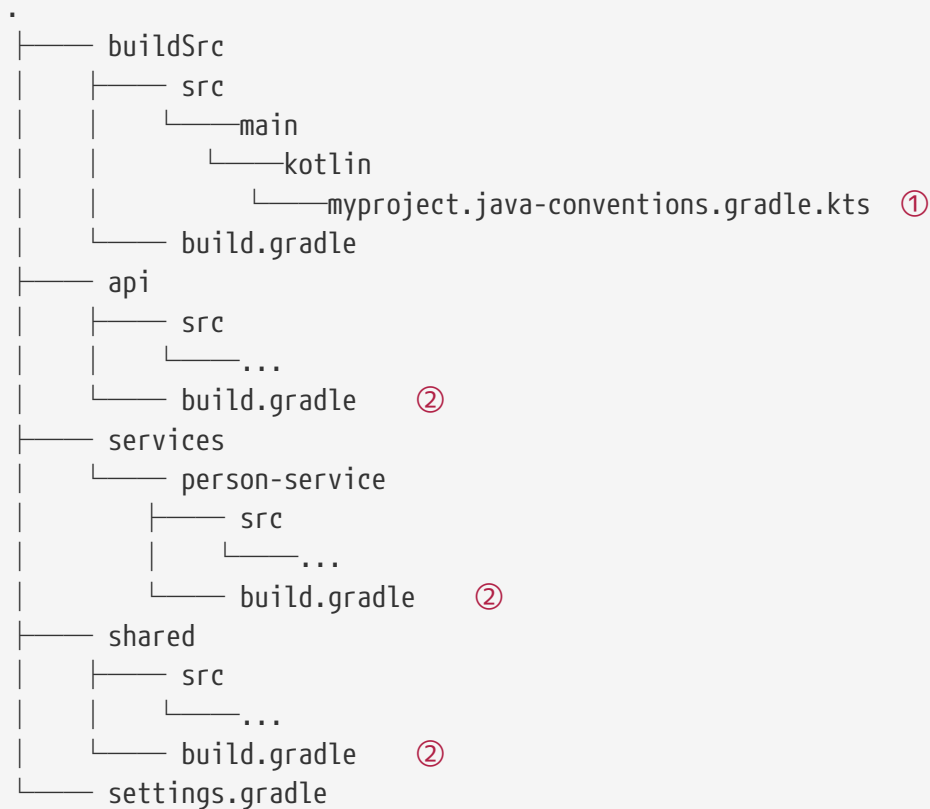 .
├── buildSrc
│   ├── src
│   │   └──main
│   │      └──kotlin
│   │         └──myproject.java-conventions.gradle.kts ①
│   └── build.gradle
├── api
│   ├── src
│   │   └──...
│   └── build.gradle ②
├── services
│   └── person-service
│       ├── src
│       │   └──...
│       └── build.gradle ②
├── shared
│   ├── src
│   │   └──...
│   └── build.gradle ②
└── settings.gradle